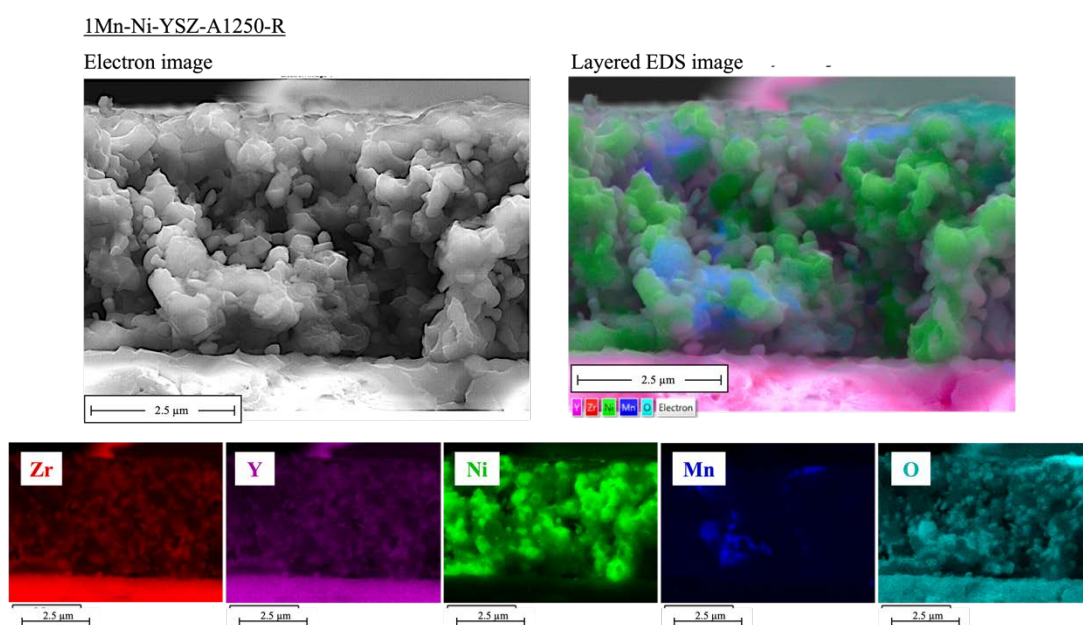 1Mn-Ni-YSZ-A1250-R
Electron image
Layered EDS image
2.5 µm
2.5 µm
Y Zr Ni Mn O Electron
Zr
Y
Ni
Mn
O
2.5 µm
2.5 µm
2.5 µm
2.5 µm
2.5 µm